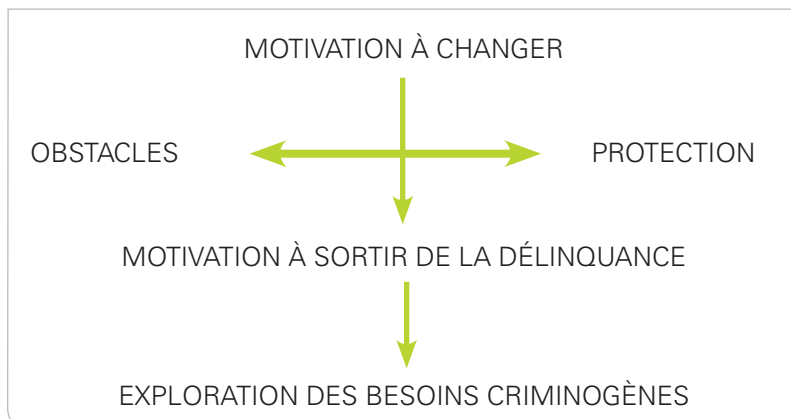 MOTIVATION À CHANGER
OBSTACLES
PROTECTION
MOTIVATION À SORTIR DE LA DÉLINQUANCE
EXPLORATION DES BESOINS CRIMINOGÈNES